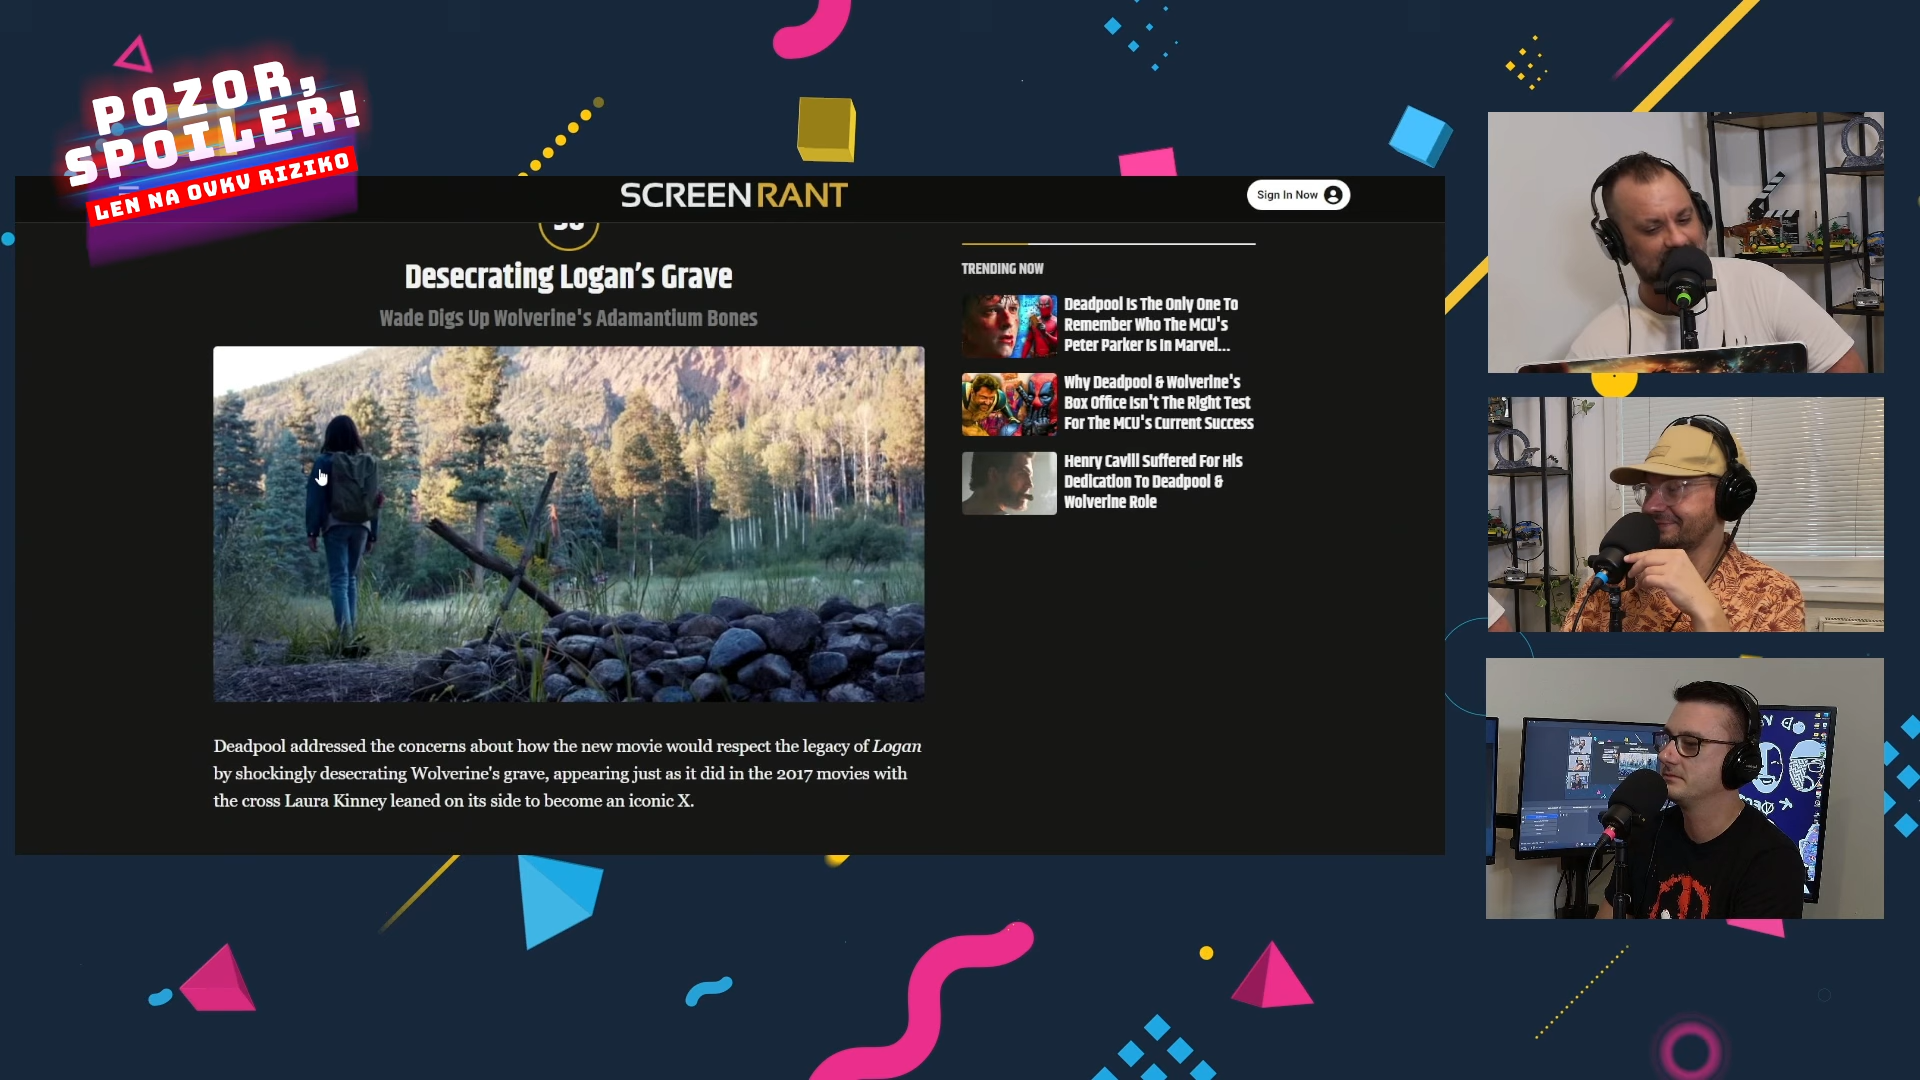 POZOR,
SPOILER!
LEN NA OVKV RIZIKO
SCREENRANT
Sign In Now
Desecrating Logan's Grave
Wade Digs Up Wolverine's Adamantium Bones
Deadpool addressed the concerns about how the new movie would respect the legacy of Logan
by shockingly desecrating Wolverine's grave, appearing just as it did in the 2017 movies with
the cross Laura Kinney leaned on its side to become an iconic X.
TRENDING NOW
Deadpool Is The Only One To
Remember Who The MCU's
Peter Parker Is In Marvel...
Why Deadpool & Wolverine's
Box Office Isn't The Right Test
For The MCU's Current Success
Henry Cavill Suffered For His
Dedication To Deadpool &
Wolverine Role